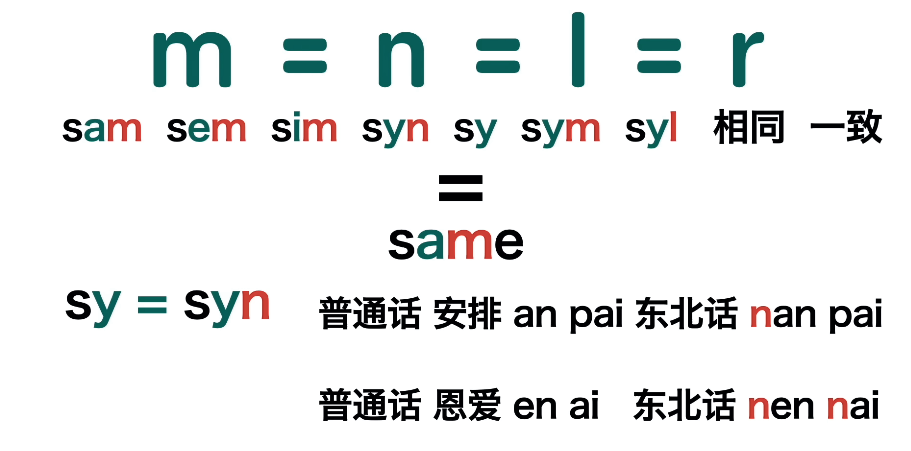 m = n = l = r
sam sem sim syn sy sym syl 相同 一致
=
same
sy = syn
普通话 安排 an pai 东北话 nan pai
普通话 恩爱 en ai 东北话 nen nai